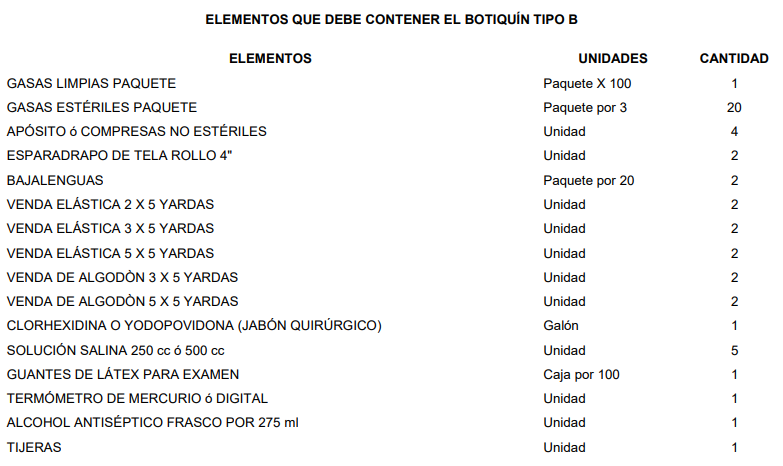 ELEMENTOS QUE DEBE CONTENER EL BOTIQUÍN TIPO B
ELEMENTOS UNIDADES CANTIDAD
GASAS LIMPIAS PAQUETE Paquete X 100 1
GASAS ESTÉRILES PAQUETE Paquete por 3 20
APÓSITO ó COMPRESAS NO ESTÉRILES Unidad 4
ESPARADRAPO DE TELA ROLLO 4" Unidad 2
BAJALENGUAS Paquete por 20 2
VENDA ELÁSTICA 2 X 5 YARDAS Unidad 2
VENDA ELÁSTICA 3 X 5 YARDAS Unidad 2
VENDA ELÁSTICA 5 X 5 YARDAS Unidad 2
VENDA DE ALGODÒN 3 X 5 YARDAS Unidad 2
VENDA DE ALGODÒN 5 X 5 YARDAS Unidad 2
CLORHEXIDINA O YODOPOVIDONA (JABÓN QUIRÚRGICO) Galón 1
SOLUCIÓN SALINA 250 cc ó 500 cc Unidad 5
GUANTES DE LÁTEX PARA EXAMEN Caja por 100 1
TERMÓMETRO DE MERCURIO ó DIGITAL Unidad 1
ALCOHOL ANTISÉPTICO FRASCO POR 275 ml Unidad 1
TIJERAS Unidad 1